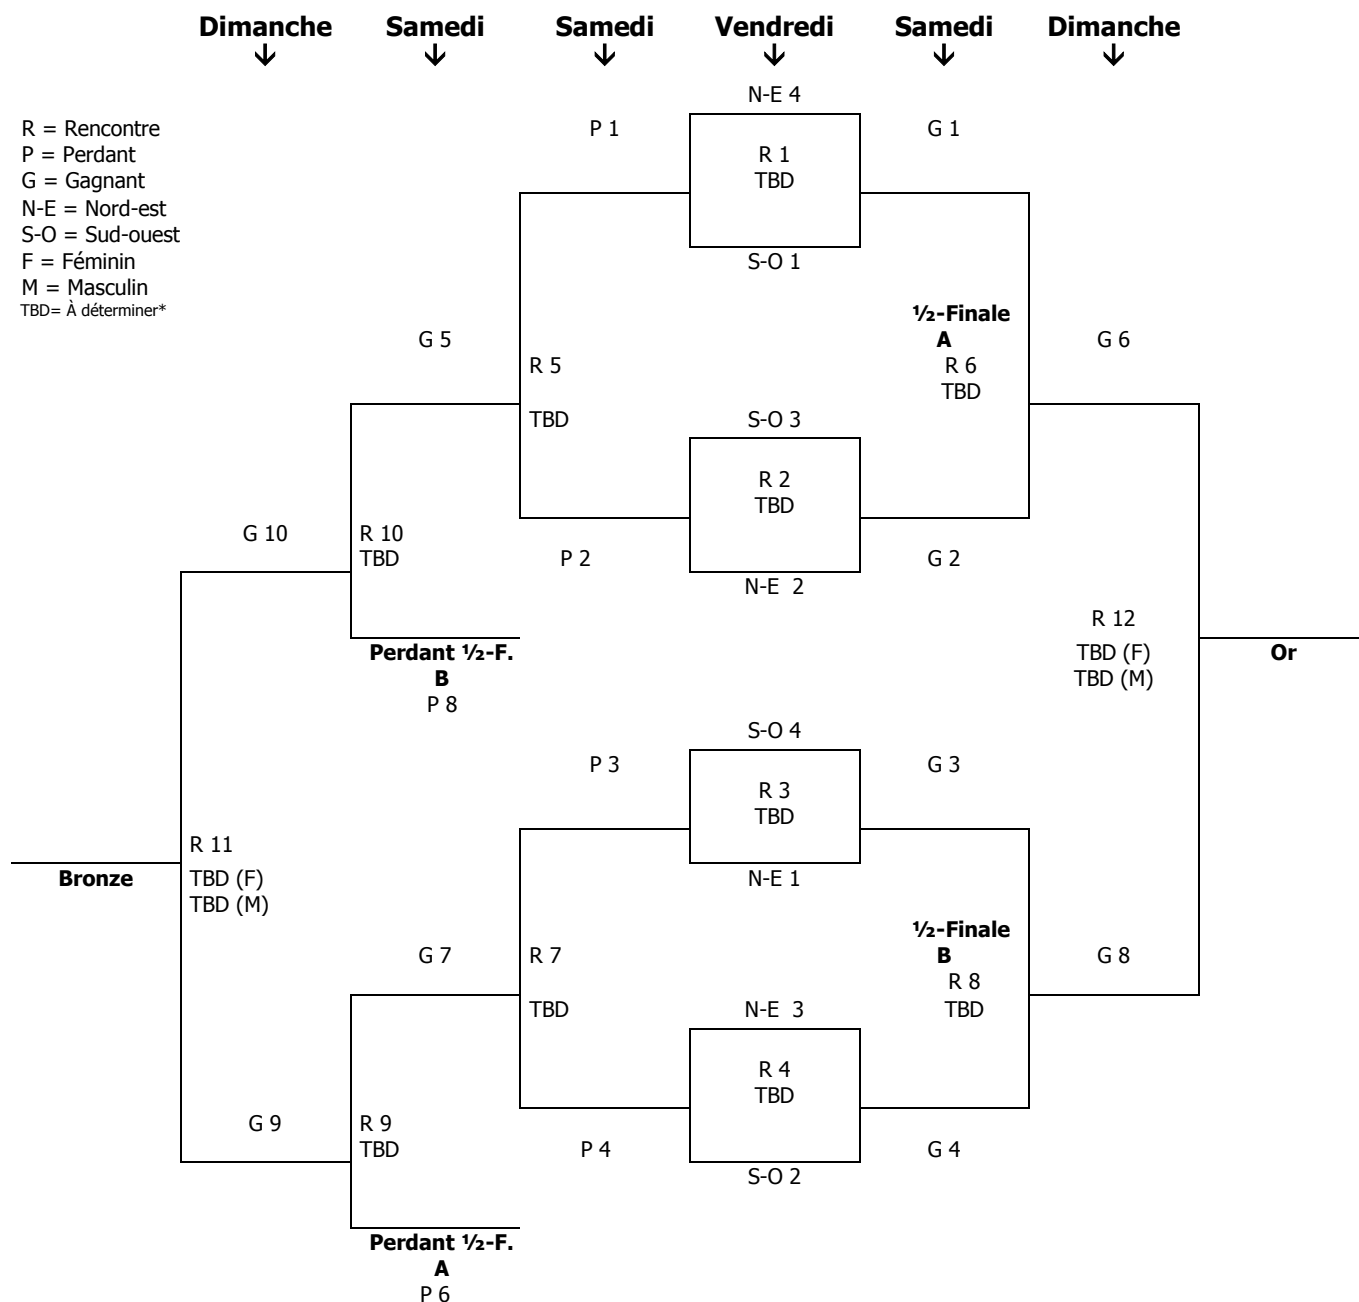 Dimanche Samedi Samedi Vendredi Samedi Dimanche
↓ ↓ ↓ ↓ ↓ ↓
R = Rencontre
P = Perdant
G = Gagnant
N-E = Nord-est
S-O = Sud-ouest
F = Féminin
M = Masculin
TBD= À déterminer*
N-E 4
P 1
R 1
TBD
G 1
S-O 1
½-Finale
A
R 6
TBD
G 5
R 5
TBD
G 6
S-O 3
R 2
TBD
G 10
R 10
TBD
P 2
N-E 2
G 2
Perdant ½-F.
B
P 8
R 12
TBD (F)
TBD (M)
Or
S-O 4
P 3
R 3
TBD
G 3
N-E 1
R 11
TBD (F)
TBD (M)
Bronze
½-Finale
B
R 8
TBD
G 7
R 7
TBD
G 8
N-E 3
R 4
TBD
G 9
R 9
TBD
P 4
S-O 2
G 4
Perdant ½-F.
A
P 6